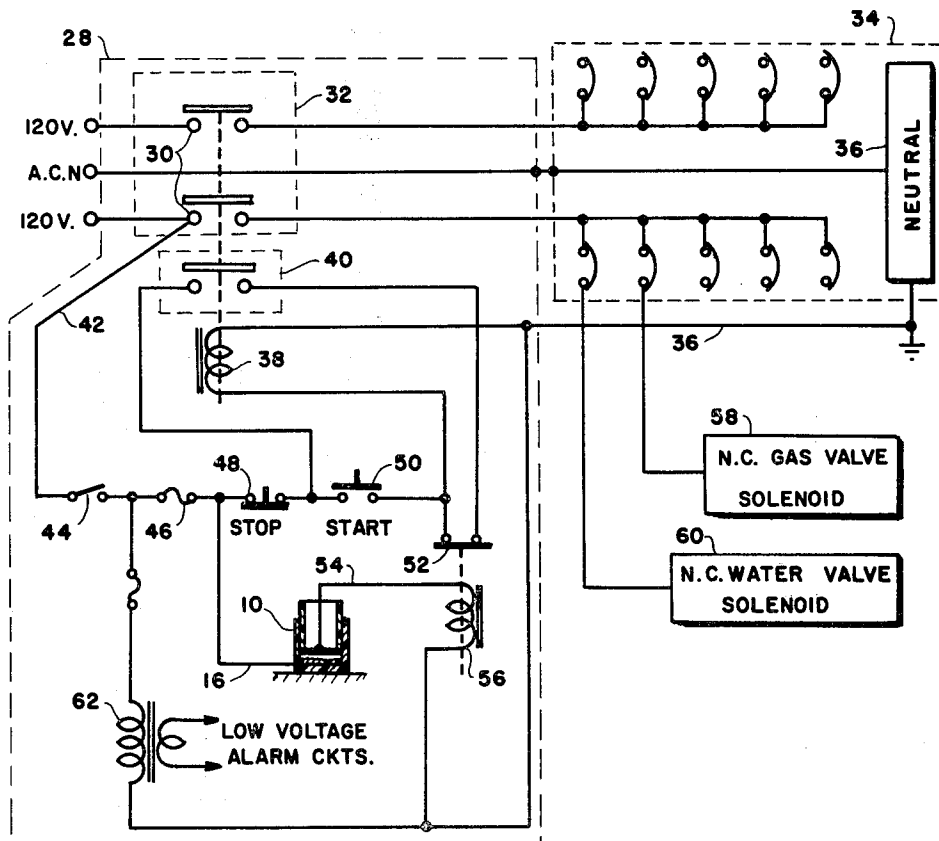 28
34
32
120V.
30
A.C.N
36
NEUTRAL
120V.
40
42
38
36
58
N.C. GAS VALVE
SOLENOID
48
50
44
46
STOP
START
52
60
N.C. WATER VALVE
SOLENOID
54
10
16
56
62
LOW VOLTAGE
ALARM CKTS.